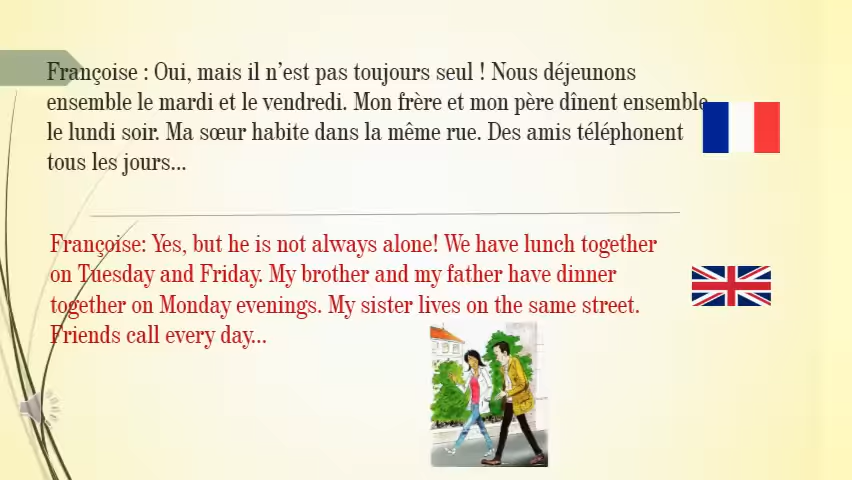 Françoise : Oui, mais il n’est pas toujours seul ! Nous déjeunons
ensemble le mardi et le vendredi. Mon frère et mon père dînent ensemble
le lundi soir. Ma sœur habite dans la même rue. Des amis téléphonent
tous les jours...
Françoise: Yes, but he is not always alone! We have lunch together
on Tuesday and Friday. My brother and my father have dinner
together on Monday evenings. My sister lives on the same street.
Friends call every day...